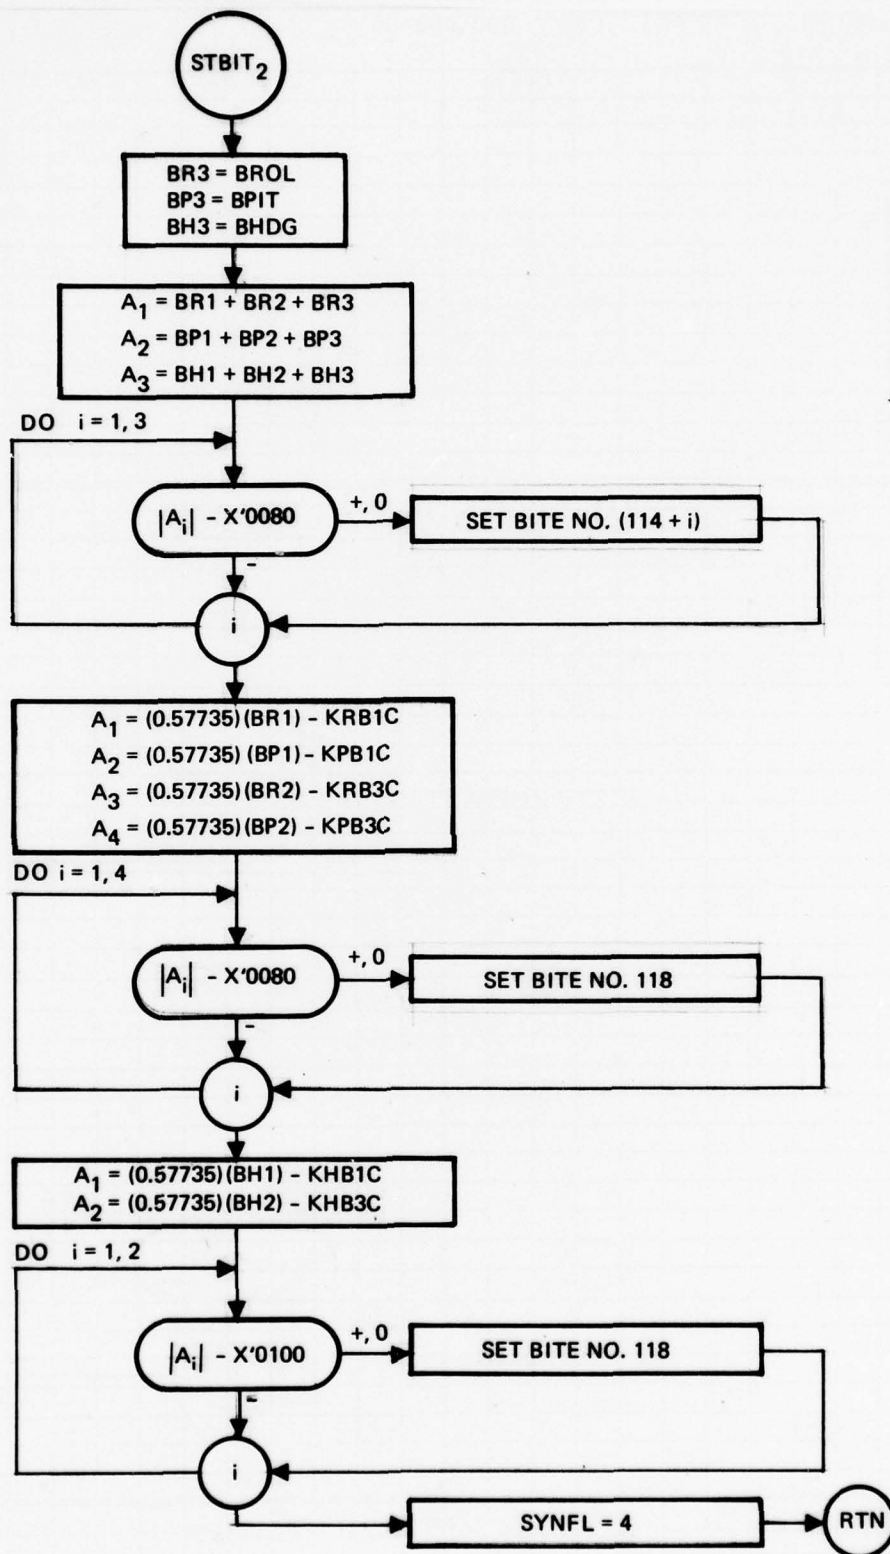 STBIT₂
BR3 = BROL
BP3 = BPIT
BH3 = BHDG
A₁ = BR1 + BR2 + BR3
A₂ = BP1 + BP2 + BP3
A₃ = BH1 + BH2 + BH3
DO i = 1, 3
|Aᵢ| - X'0080
+, 0
SET BITE NO. (114 + i)
-
i
A₁ = (0.57735) (BR1) - KRB1C
A₂ = (0.57735) (BP1) - KPB1C
A₃ = (0.57735) (BR2) - KRB3C
A₄ = (0.57735) (BP2) - KPB3C
DO i = 1, 4
|Aᵢ| - X'0080
+, 0
SET BITE NO. 118
-
i
A₁ = (0.57735) (BH1) - KHB1C
A₂ = (0.57735) (BH2) - KHB3C
DO i = 1, 2
|Aᵢ| - X'0100
+, 0
SET BITE NO. 118
-
i
SYNFL = 4
RTN